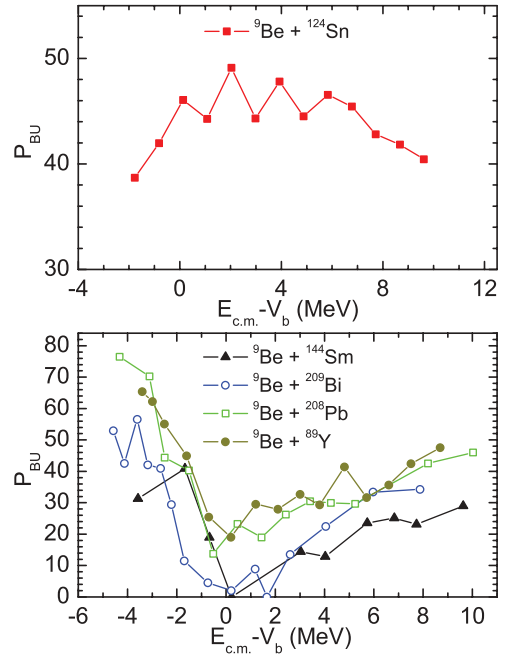 ⁹Be + ¹²⁴Sn
50
40
30
P_BU
0 4 8 12
E_c.m.-V_b (MeV)
⁹Be + ¹⁴⁴Sm
⁹Be + ²⁰⁹Bi
⁹Be + ²⁰⁸Pb
⁹Be + ⁸⁹Y
80
70
60
50
40
30
20
10
0
P_BU
-6 -4 -2 0 2 4 6 8 10
E_c.m.-V_b (MeV)